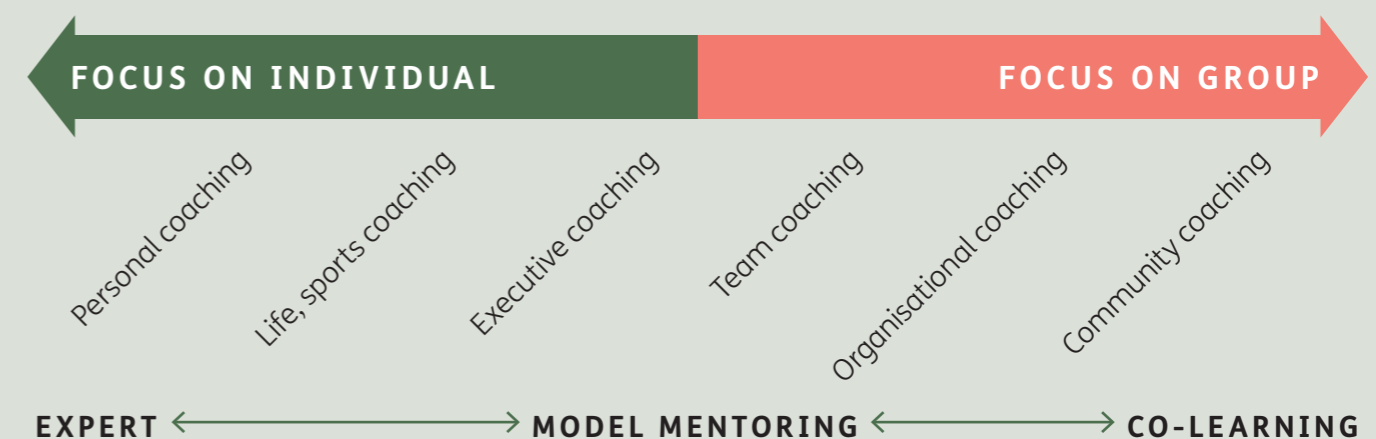 FOCUS ON INDIVIDUAL
FOCUS ON GROUP
Personal coaching
Life, sports coaching
Executive coaching
Team coaching
Organisational coaching
Community coaching
EXPERT
MODEL MENTORING
CO-LEARNING